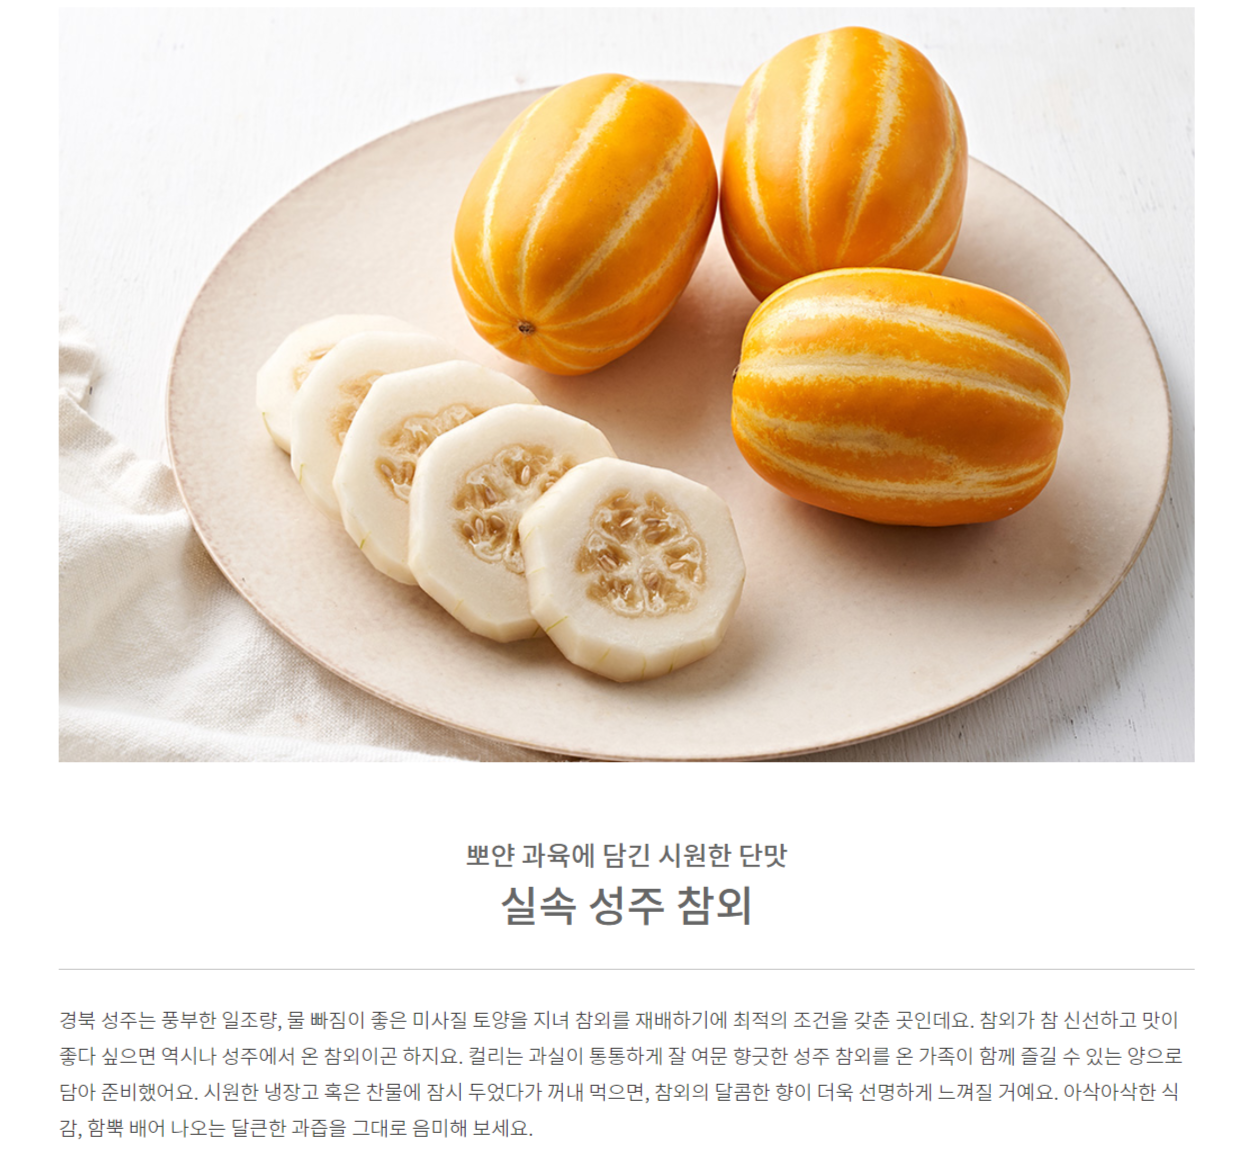 뽀얀 과육에 담긴 시원한 단맛
실속 성주 참외
경북 성주는 풍부한 일조량, 물 빠짐이 좋은 미사질 토양을 지녀 참외를 재배하기에 최적의 조건을 갖춘 곳인데요. 참외가 참 신선하고 맛이
좋다 싶으면 역시나 성주에서 온 참외이곤 하지요. 컬리는 과실이 통통하게 잘 여문 향긋한 성주 참외를 온 가족이 함께 즐길 수 있는 양으로
담아 준비했어요. 시원한 냉장고 혹은 찬물에 잠시 두었다가 꺼내 먹으면, 참외의 달콤한 향이 더욱 선명하게 느껴질 거예요. 아삭아삭한 식
감, 함뿍 배어 나오는 달큰한 과즙을 그대로 음미해 보세요.